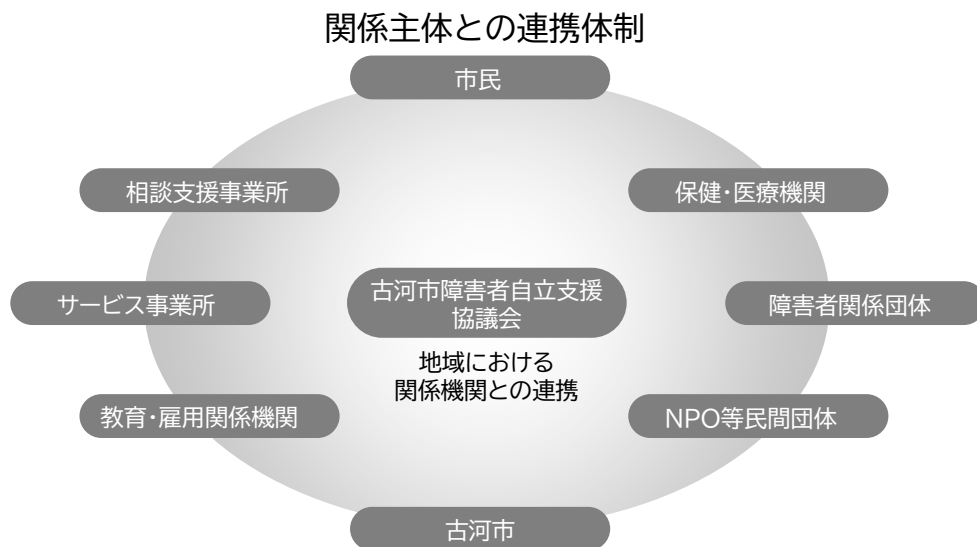 関係主体との連携体制
市民
相談支援事業所
保健・医療機関
サービス事業所
古河市障害者自立支援
協議会
障害者関係団体
地域における
関係機関との連携
教育・雇用関係機関
NPO等民間団体
古河市